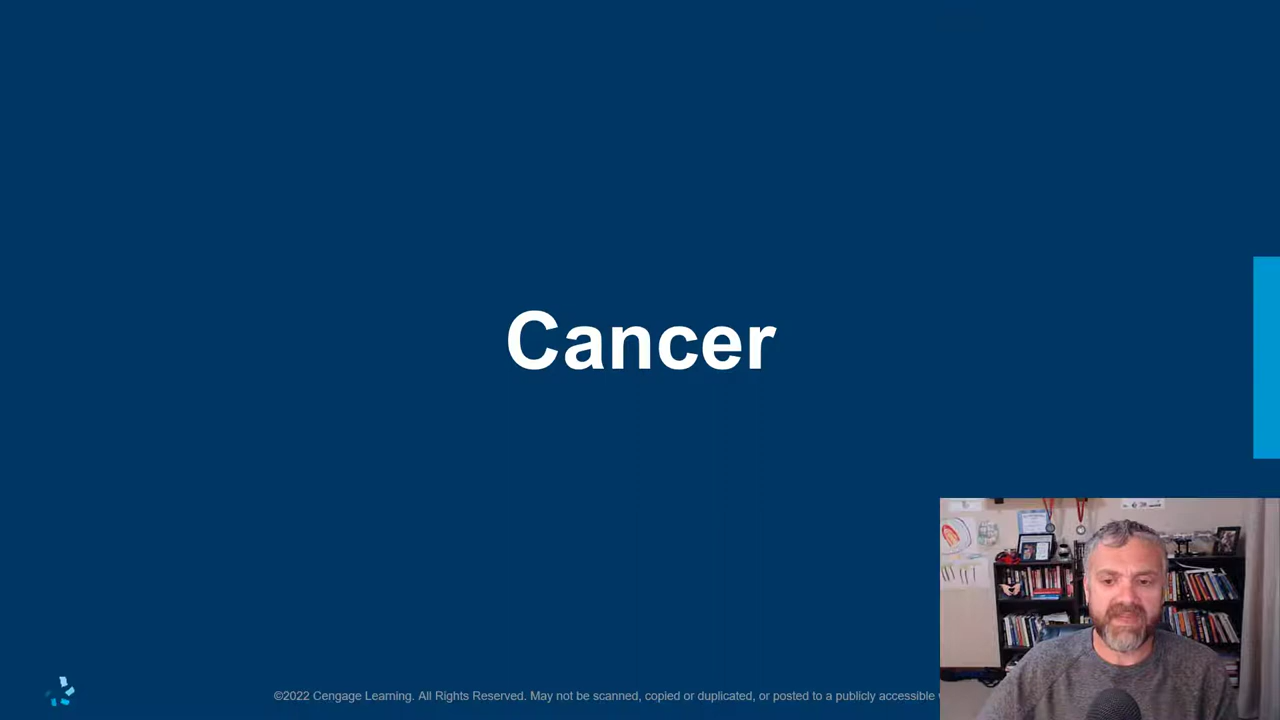 Cancer
©2022 Cengage Learning. All Rights Reserved. May not be scanned, copied or duplicated, or posted to a publicly accessible